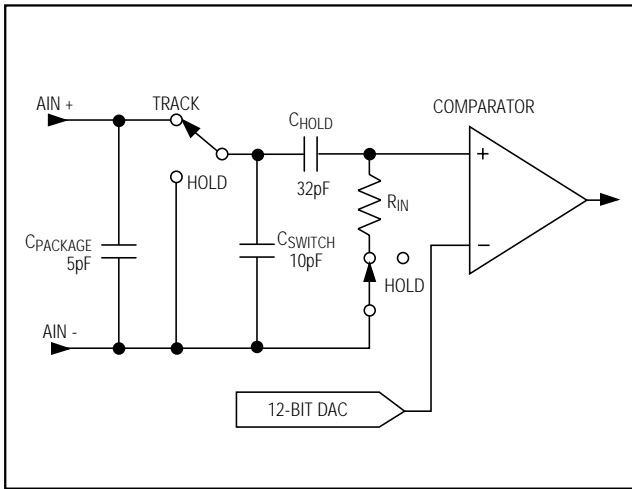 AIN +
TRACK
COMPARATOR
CHOLD
32pF
+
HOLD
RIN
CPACKAGE
5pF
CSWITCH
10pF
−
HOLD
AIN -
12-BIT DAC